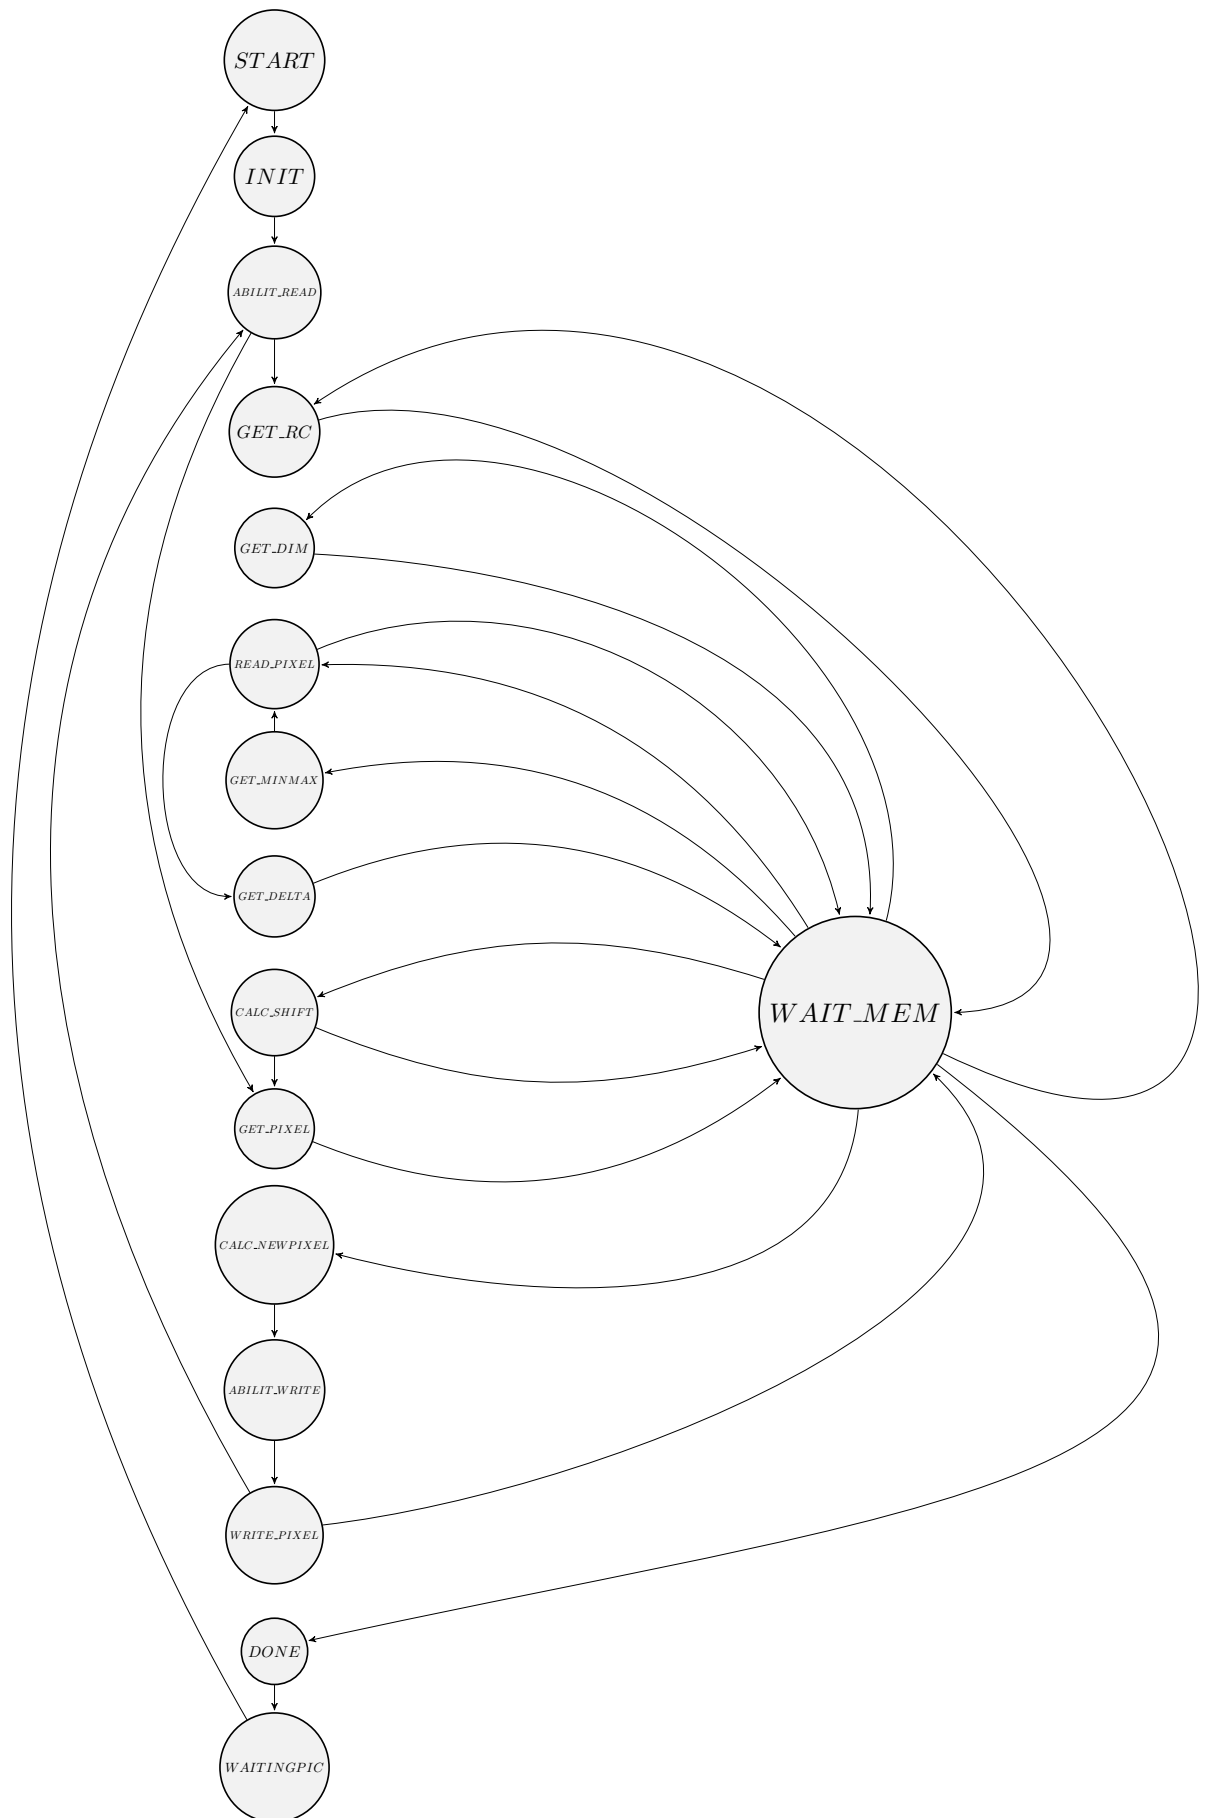 START
INIT
ABILIT_READ
GET_RC
GET_DIM
READ_PIXEL
GET_MINMAX
GET_DELTA
CALC_SHIFT
WAIT_MEM
GET_PIXEL
CALC_NEWPIXEL
ABILIT_WRITE
WRITE_PIXEL
DONE
WAITINGPIC